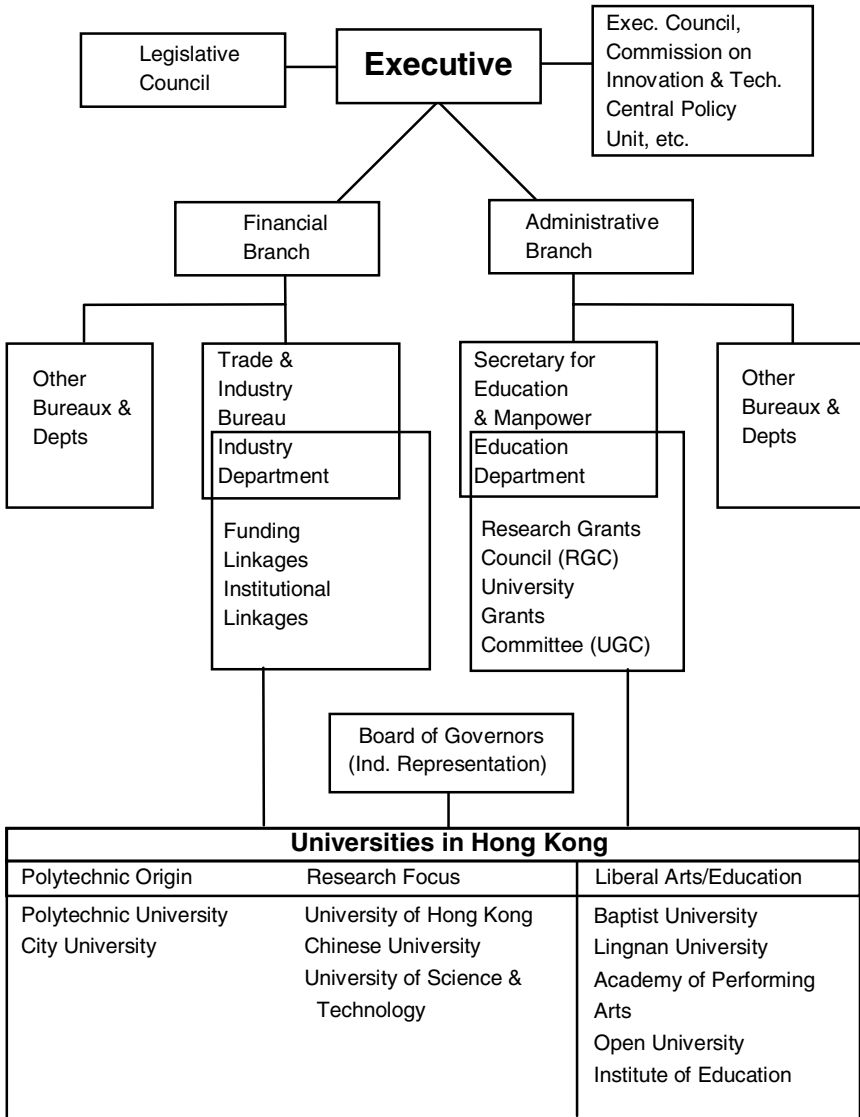 Legislative
Council
Executive
Exec. Council,
Commission on
Innovation & Tech.
Central Policy
Unit, etc.
Financial
Branch
Administrative
Branch
Other
Bureaux &
Depts
Trade &
Industry
Bureau
Industry
Department
Funding
Linkages
Institutional
Linkages
Secretary for
Education
& Manpower
Education
Department
Research Grants
Council (RGC)
University
Grants
Committee (UGC)
Other
Bureaux &
Depts
Board of Governors
(Ind. Representation)
Universities in Hong Kong
Polytechnic Origin
Polytechnic University
City University
Research Focus
University of Hong Kong
Chinese University
University of Science &
Technology
Liberal Arts/Education
Baptist University
Lingnan University
Academy of Performing
Arts
Open University
Institute of Education